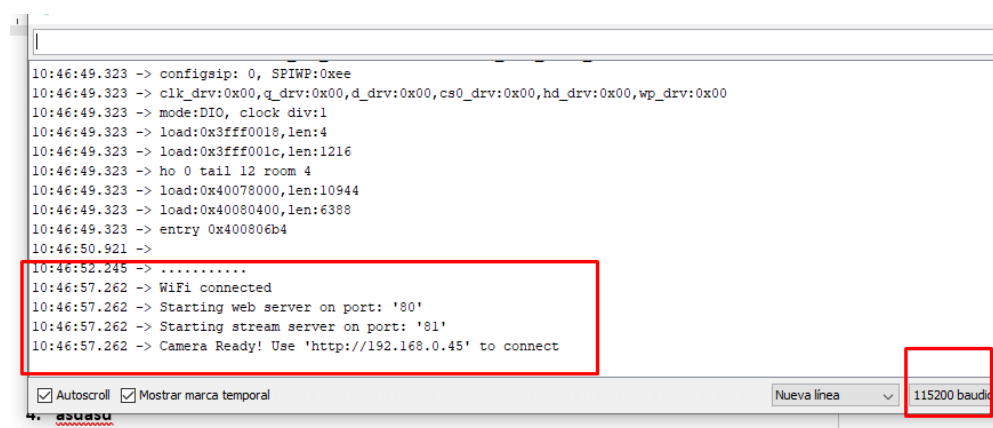 10:46:49.323 -> configsip: 0, SPIWP:0xee
10:46:49.323 -> clk_drv:0x00,q_drv:0x00,d_drv:0x00,cs0_drv:0x00,hd_drv:0x00,wp_drv:0x00
10:46:49.323 -> mode:DIO, clock div:1
10:46:49.323 -> load:0x3fff0018,len:4
10:46:49.323 -> load:0x3fff001c,len:1216
10:46:49.323 -> ho 0 tail 12 room 4
10:46:49.323 -> load:0x40078000,len:10944
10:46:49.323 -> load:0x40080400,len:6388
10:46:49.323 -> entry 0x400806b4
10:46:50.921 ->
10:46:52.245 -> ...........
10:46:57.262 -> WiFi connected
10:46:57.262 -> Starting web server on port: '80'
10:46:57.262 -> Starting stream server on port: '81'
10:46:57.262 -> Camera Ready! Use 'http://192.168.0.45' to connect
Autoscroll Mostrar marca temporal Nueva línea 115200 baudio
4. asdasd